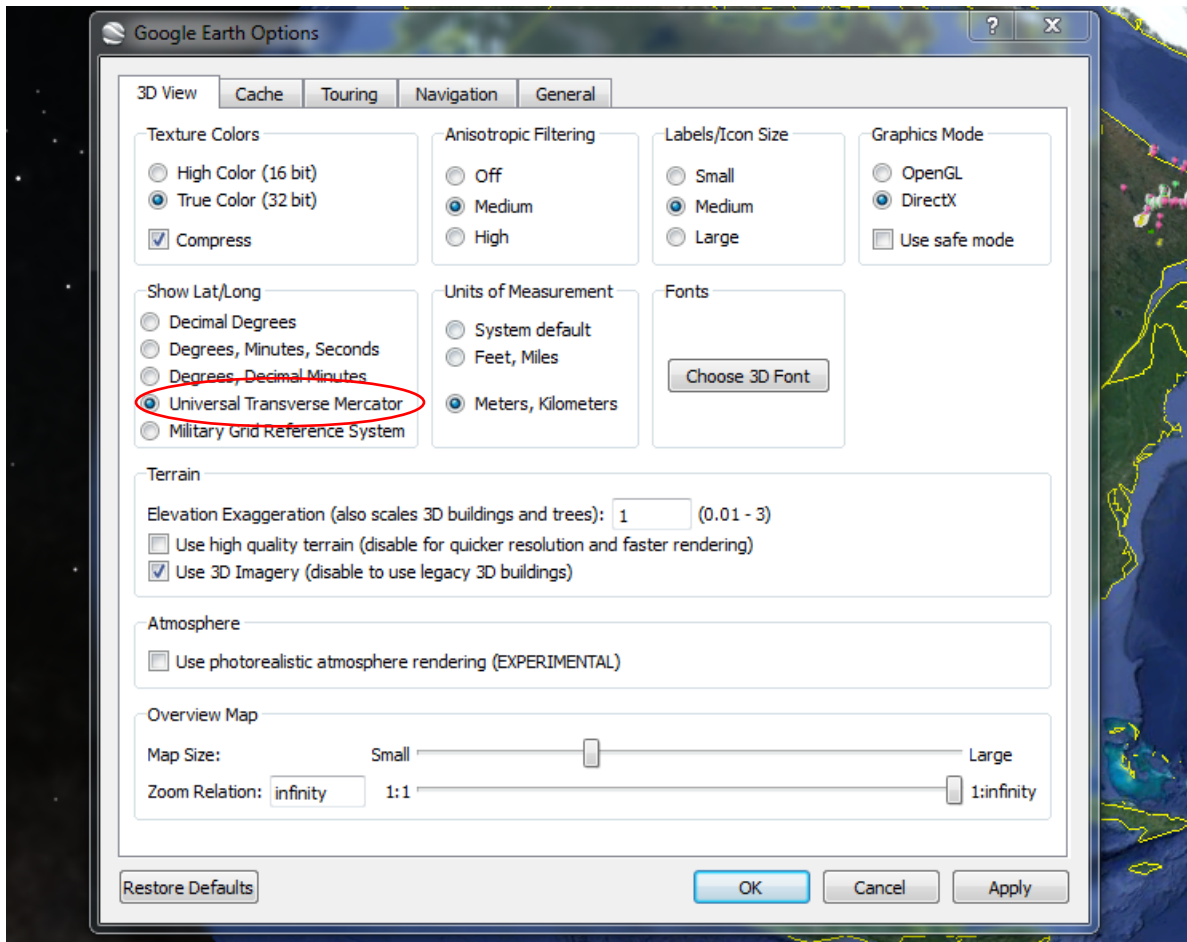 Google Earth Options
?
X
3D View Cache Touring Navigation General
Texture Colors
High Color (16 bit)
True Color (32 bit)
Compress
Anisotropic Filtering
Off
Medium
High
Labels/Icon Size
Small
Medium
Large
Graphics Mode
OpenGL
DirectX
Use safe mode
Show Lat/Long
Decimal Degrees
Degrees, Minutes, Seconds
Degrees, Decimal Minutes
Universal Transverse Mercator
Military Grid Reference System
Units of Measurement
System default
Feet, Miles
Meters, Kilometers
Fonts
Choose 3D Font
Terrain
Elevation Exaggeration (also scales 3D buildings and trees): 1 (0.01 - 3)
Use high quality terrain (disable for quicker resolution and faster rendering)
Use 3D Imagery (disable to use legacy 3D buildings)
Atmosphere
Use photorealistic atmosphere rendering (EXPERIMENTAL)
Overview Map
Map Size: Small Large
Zoom Relation: infinity 1:1 1:infinity
Restore Defaults OK Cancel Apply